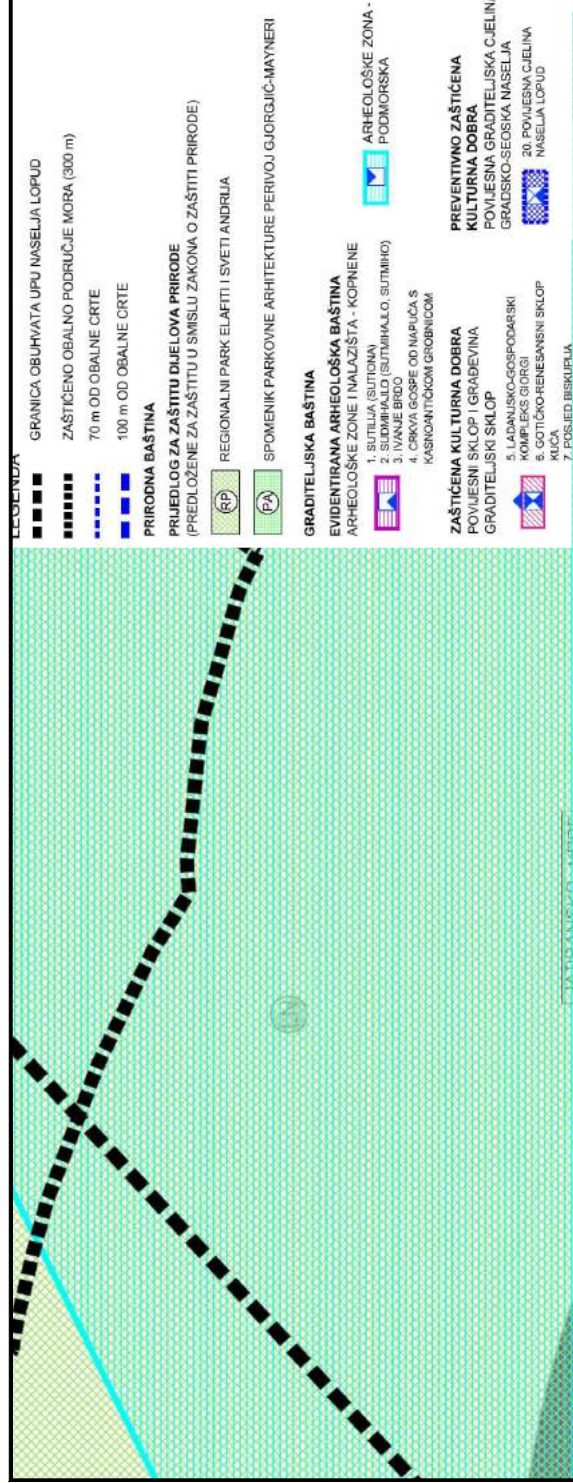 LEGENDA
GRANICA OBUHVATA UPU NASELJA LOPUD
ZAŠTIĆENO OBALNO PODRUČJE MORA (300 m)
70 m OD OBALNE CRTE
100 m OD OBALNE CRTE
PRIRODNA BAŠTINA
PRIJEDLOG ZA ZAŠTITU DIJELOVA PRIRODE
(PREDLOŽENE ZA ZAŠTITU U SMISLU ZAKONA O ZAŠTITI PRIRODE)
RP REGIONALNI PARK ELAFITI I SVETI ANDRIJA
PA SPOMENIK PARKOVNE ARHITEKTURE PERIVOJ GJORGJIĆ-MAYNERI
GRADITELJSKA BAŠTINA
EVIDENTIRANA ARHEOLOŠKA BAŠTINA
ARHEOLOŠKE ZONE I NALAZIŠTA - KOPNENE
1. SUTILIJA (SUTIONA)
2. SUDMIHAJLO (SUTMIHAJLO, SUTMIHO)
3. IVANJE BRDO
4. CRKVA GOSPE OD NAPUČA S
KASNOANTIČKOM GROBNICOM
ARHEOLOŠKE ZONA -
PODMORSKA
ZAŠTIĆENA KULTURNA DOBRA
POVIJESNI SKLOP I GRAĐEVINA
GRADITELJSKI SKLOP
5. LADANJSKO-GOSPODARSKI
KOMPLEKS GIORGI
6. GOTIČKO-RENESANSNI SKLOP
KUĆA
7. POSJED BISKUPIJA
PREVENTIVNO ZAŠTIĆENA
KULTURNA DOBRA
POVIJESNA GRADITELJSKA CJELINA
GRADSKO-SEOSKA NASELJA
20. POVIJESNA CJELINA
NASELJA LOPUD
LN